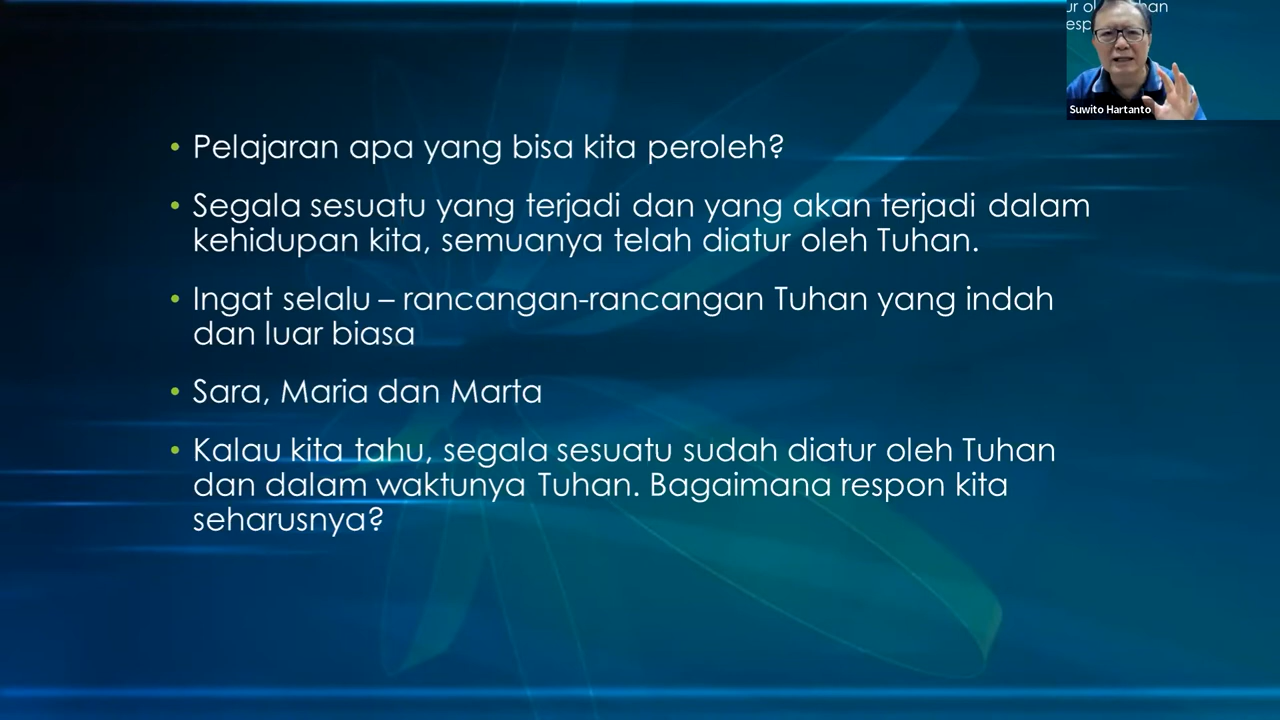 • Pelajaran apa yang bisa kita peroleh?
• Segala sesuatu yang terjadi dan yang akan terjadi dalam
kehidupan kita, semuanya telah diatur oleh Tuhan.
• Ingat selalu – rancangan-rancangan Tuhan yang indah
dan luar biasa
• Sara, Maria dan Marta
• Kalau kita tahu, segala sesuatu sudah diatur oleh Tuhan
dan dalam waktunya Tuhan. Bagaimana respon kita
seharusnya?
Suwito Hartanto